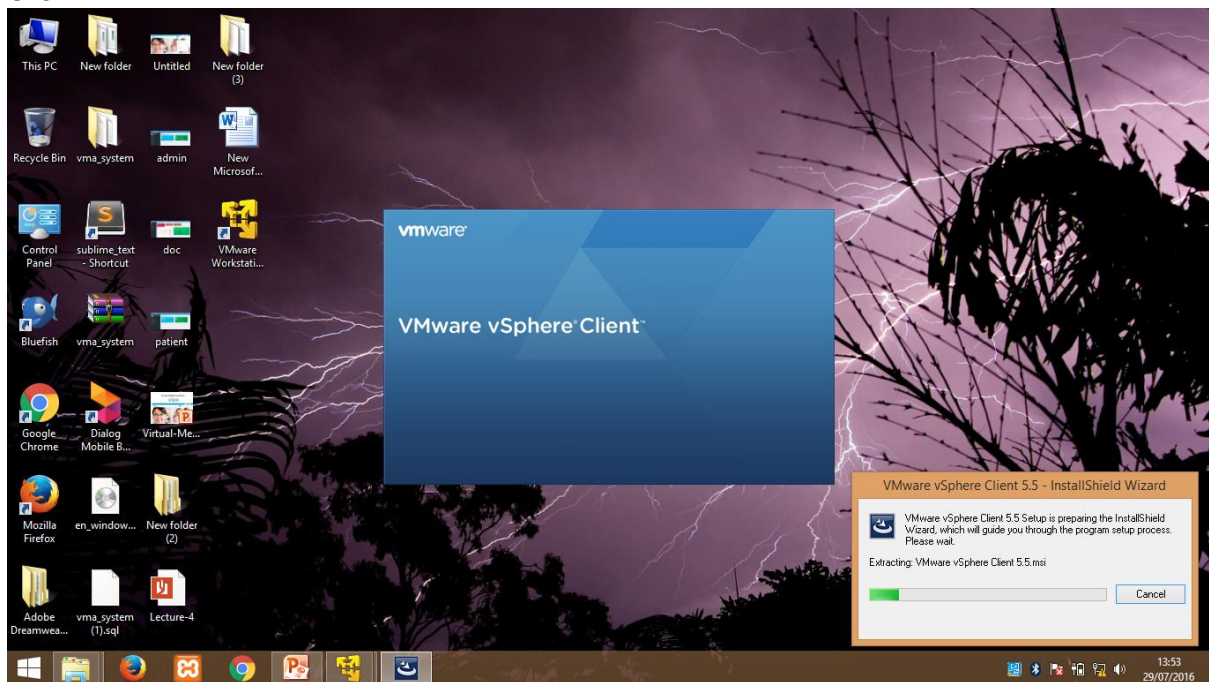 This PC
New folder
Untitled
New folder
(3)
Recycle Bin
vma_system
admin
New
Microsof...
Control
Panel
sublime_text
- Shortcut
doc
VMware
Workstati...
Bluefish
vma_system
patient
Google
Chrome
Dialog
Mobile B...
Virtual-Me...
Mozilla
Firefox
en_window...
New folder
(2)
Adobe
Dreamwea...
vma_system
(1).sql
Lecture-4
vmware
VMware vSphere® Client™
VMware vSphere Client 5.5 - InstallShield Wizard
VMware vSphere Client 5.5 Setup is preparing the InstallShield
Wizard, which will guide you through the program setup process.
Please wait.
Extracting: VMware vSphere Client 5.5.msi
Cancel
13:53
29/07/2016